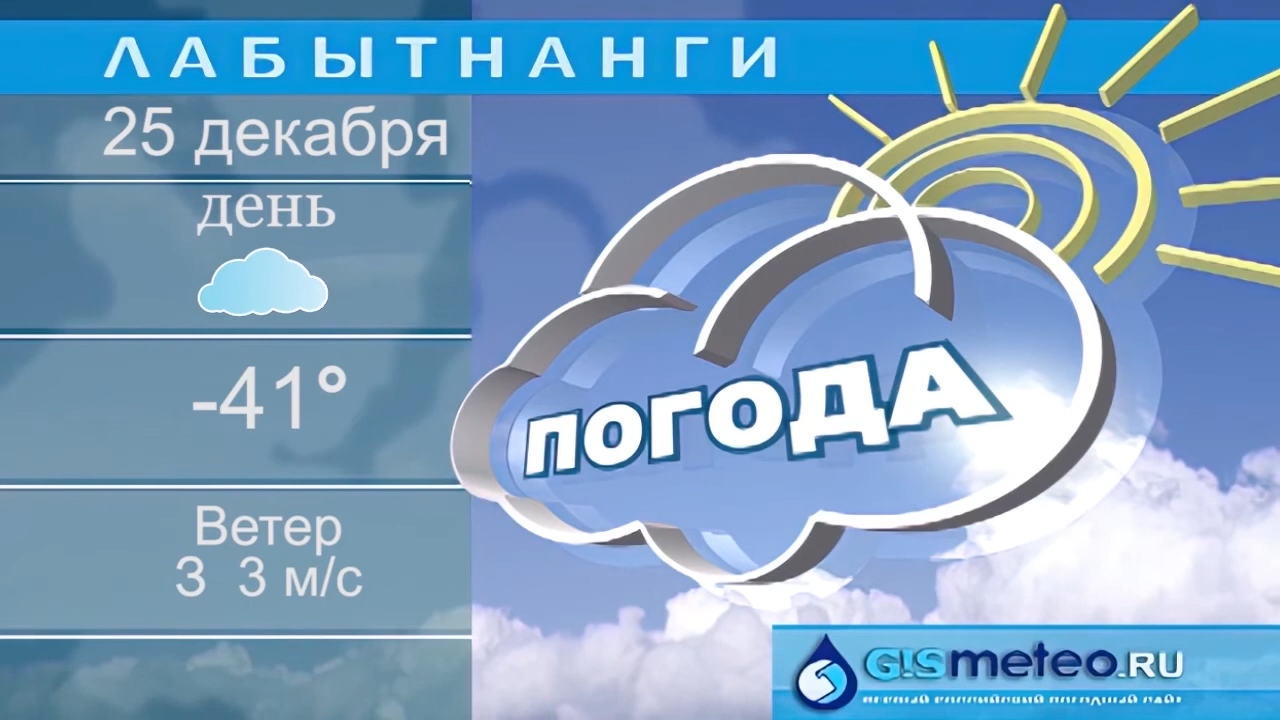 ЛАБЫТНАНГИ
25 декабря
день
-41°
Ветер
З 3 м/с
ПОГОДА
GISmeteo.RU